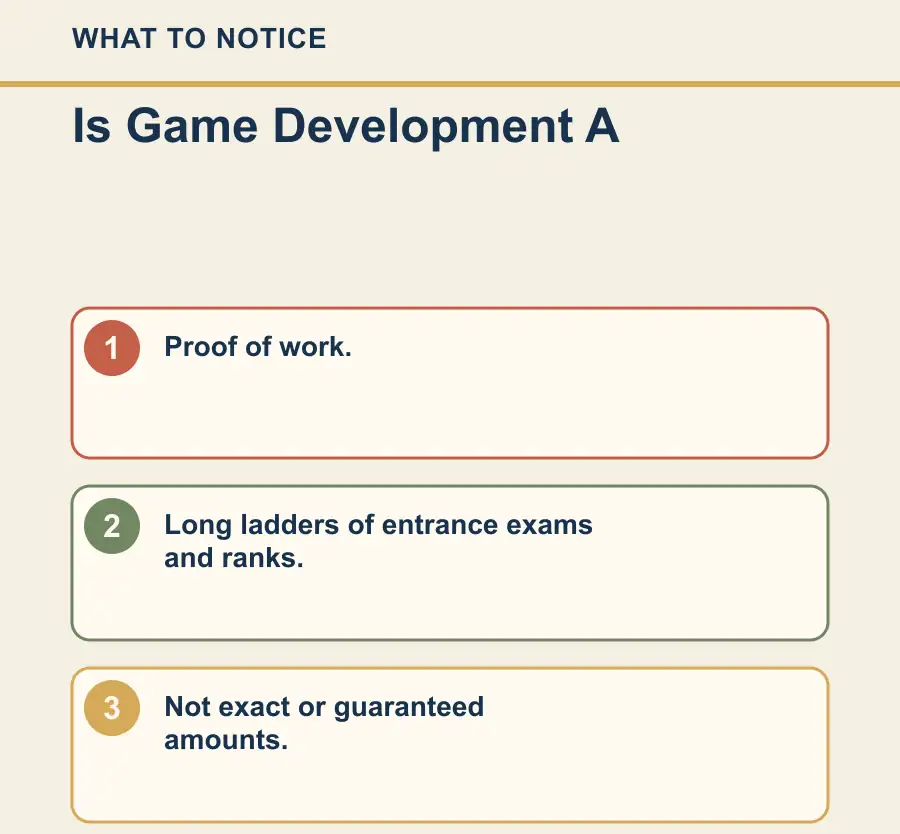 WHAT TO NOTICE
Is Game Development A
1
Proof of work.
2
Long ladders of entrance exams
and ranks.
3
Not exact or guaranteed
amounts.